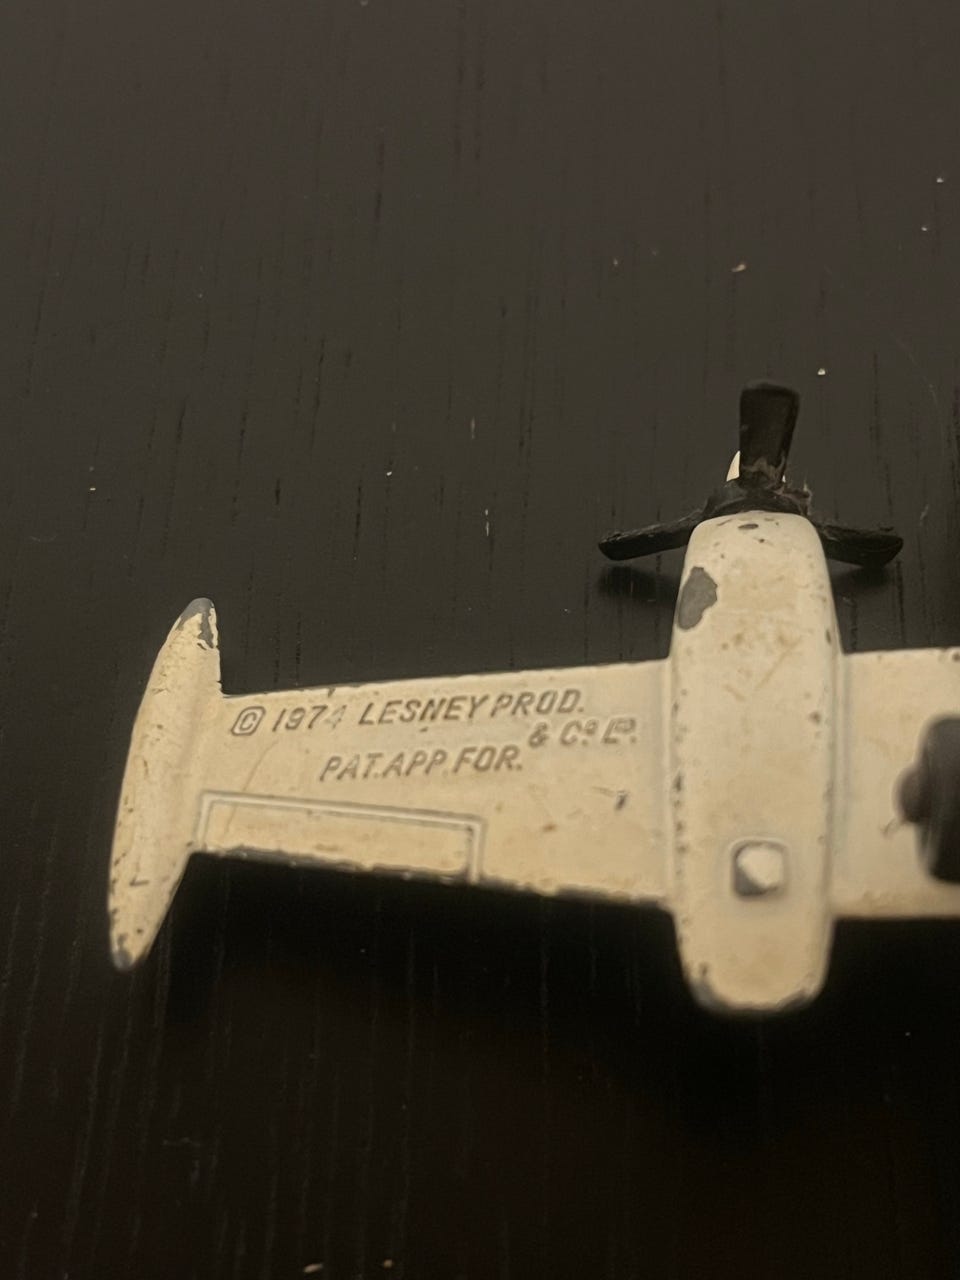 © 1974 LESNEY PROD.
& Co. LTD.
PAT. APP. FOR.